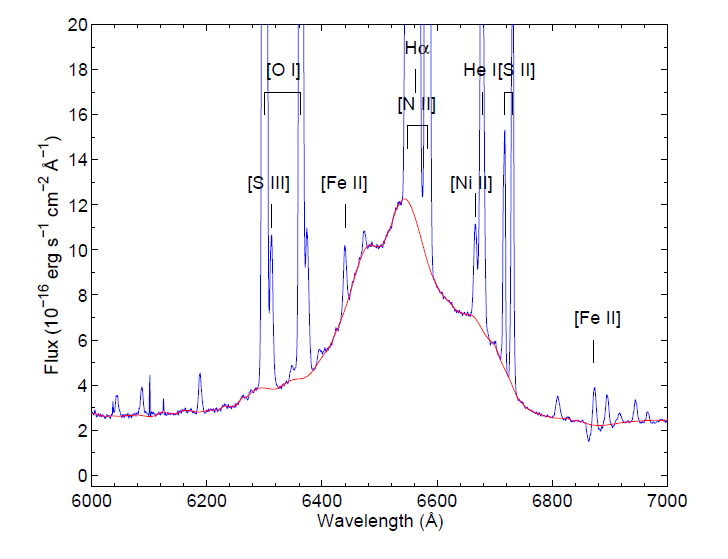 20
18
16
14
12
10
8
6
4
2
0
Flux (10⁻¹⁶ erg s⁻¹ cm⁻² Å⁻¹)
[O I]
Hα
He I
[S II]
[N II]
[S III]
[Fe II]
[Ni II]
[Fe II]
6000
6200
6400
6600
6800
7000
Wavelength (Å)